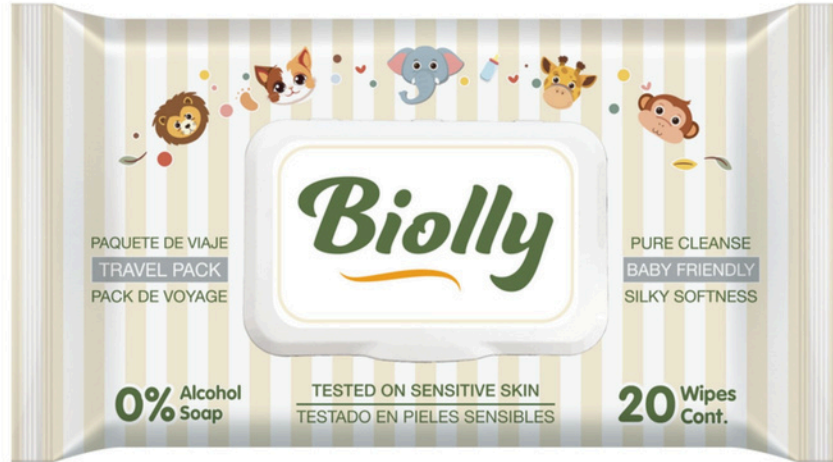 Biolly
PAQUETE DE VIAJE
TRAVEL PACK
PACK DE VOYAGE
PURE CLEANSE
BABY FRIENDLY
SILKY SOFTNESS
0% Alcohol
Soap
TESTED ON SENSITIVE SKIN
TESTADO EN PIELES SENSIBLES
20 Wipes
Cont.